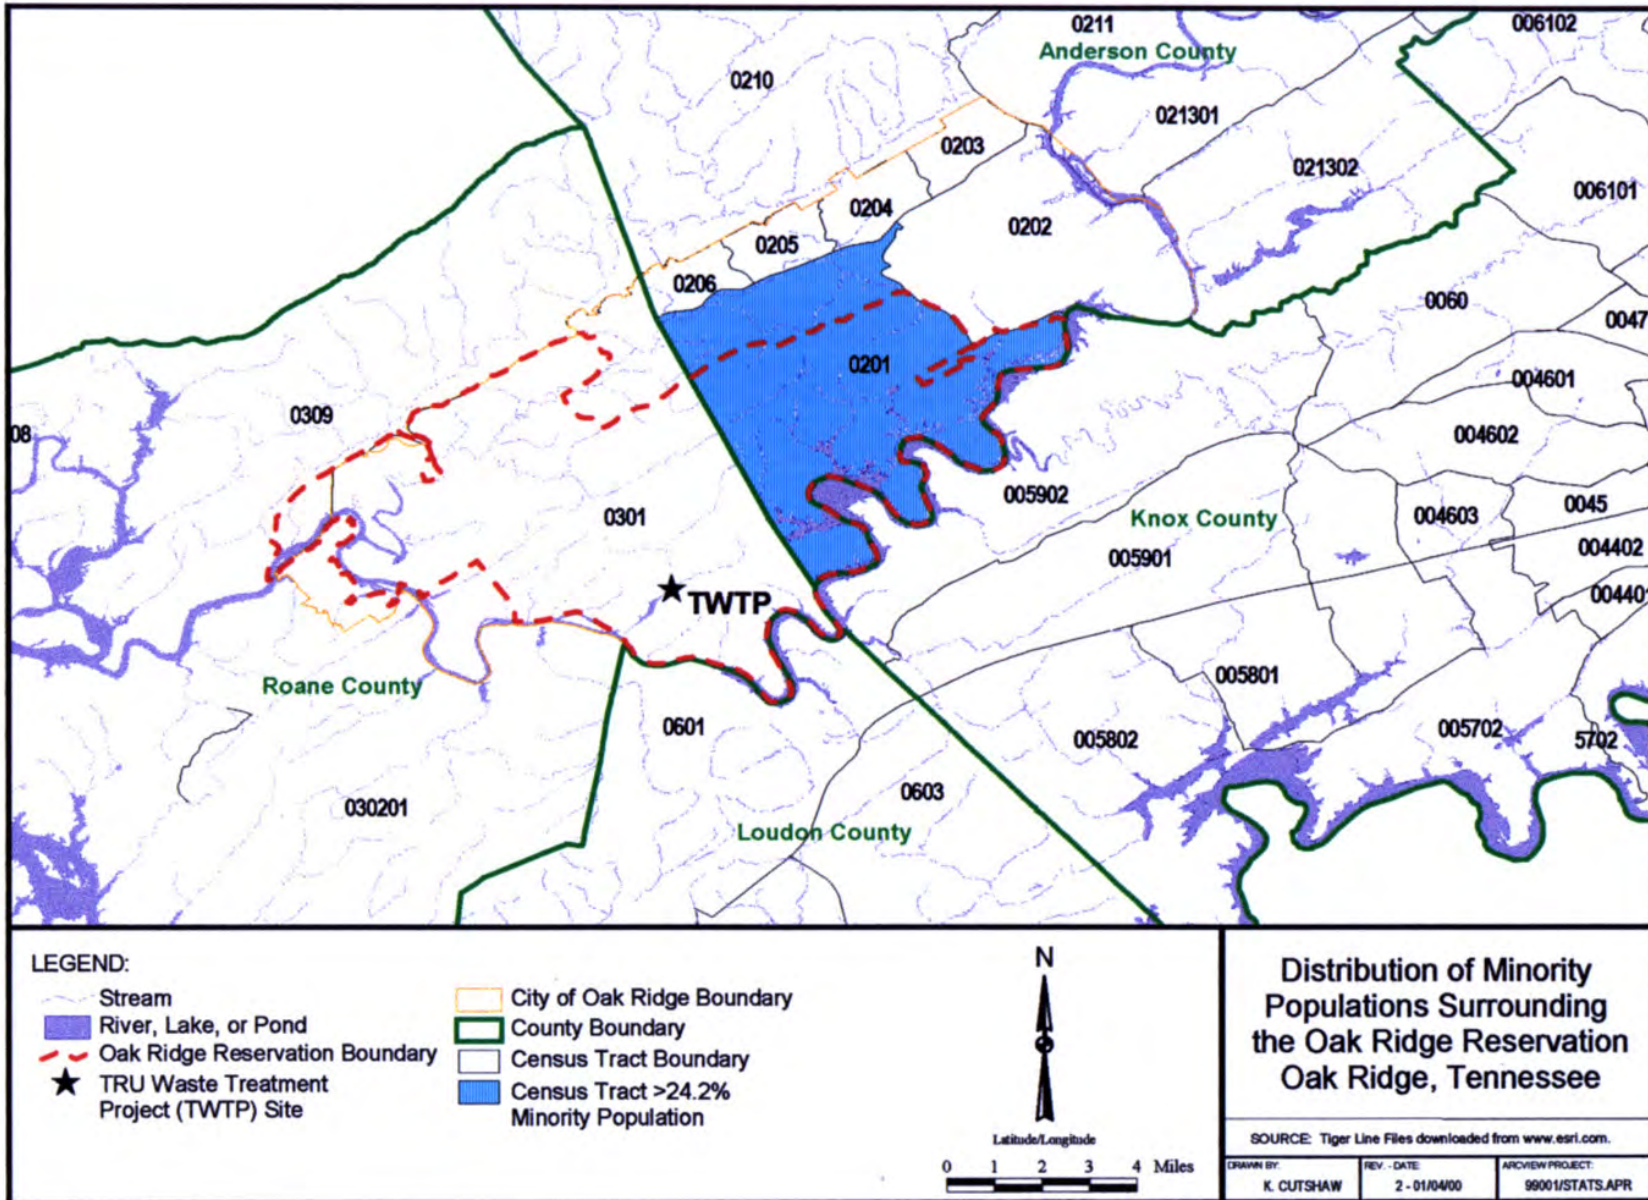 0211
006102
Anderson County
0210
021301
0203
021302
006101
0204
0202
0205
0206
0060
0047
0201
004601
0309
08
004602
005902
0301
Knox County
004603
0045
005901
004402
004401
TWTP
005801
Roane County
0601
005802
005702
5702
0603
030201
Loudon County
LEGEND:
Stream
River, Lake, or Pond
Oak Ridge Reservation Boundary
TRU Waste Treatment
Project (TWTP) Site
City of Oak Ridge Boundary
County Boundary
Census Tract Boundary
Census Tract >24.2%
Minority Population
N
Latitude/Longitude
0 1 2 3 4 Miles
Distribution of Minority
Populations Surrounding
the Oak Ridge Reservation
Oak Ridge, Tennessee
SOURCE: Tiger Line Files downloaded from www.esri.com.
DRAWN BY:
K. CUTSHAW
REV. - DATE:
2 - 01/04/00
ARCVIEW PROJECT:
99001/STATS.APR